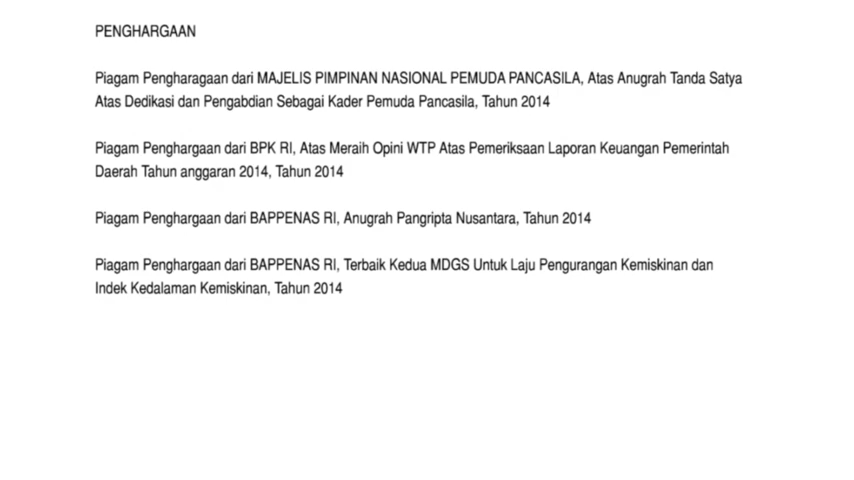 PENGHARGAAN
Piagam Pengharagaan dari MAJELIS PIMPINAN NASIONAL PEMUDA PANCASILA, Atas Anugrah Tanda Satya
Atas Dedikasi dan Pengabdian Sebagai Kader Pemuda Pancasila, Tahun 2014
Piagam Penghargaan dari BPK RI, Atas Meraih Opini WTP Atas Pemeriksaan Laporan Keuangan Pemerintah
Daerah Tahun anggaran 2014, Tahun 2014
Piagam Penghargaan dari BAPPENAS RI, Anugrah Pangripta Nusantara, Tahun 2014
Piagam Penghargaan dari BAPPENAS RI, Terbaik Kedua MDGS Untuk Laju Pengurangan Kemiskinan dan
Indek Kedalaman Kemiskinan, Tahun 2014